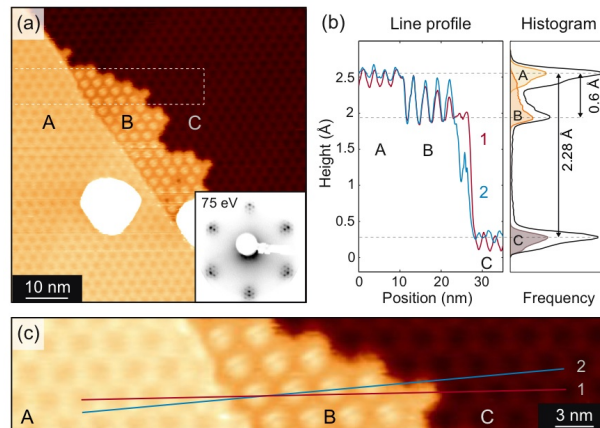 (a)
A
B
C
75 eV
10 nm
(b)
Line profile
Histogram
Height (Å)
2.5
2
1.5
1
0.5
0
A
B
1
2
C
0
10
20
30
Position (nm)
A
B
C
0.6 Å
2.28 Å
Frequency
(c)
2
1
A
B
C
3 nm